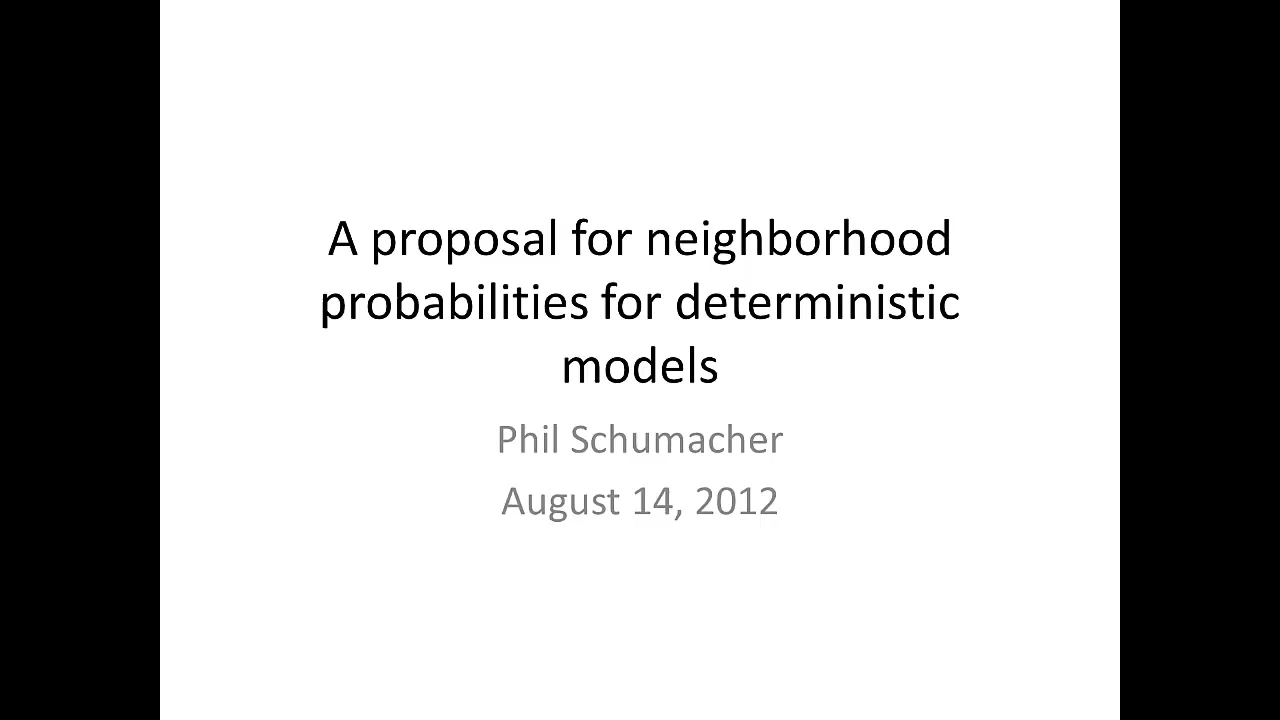 A proposal for neighborhood
probabilities for deterministic
models
Phil Schumacher
August 14, 2012